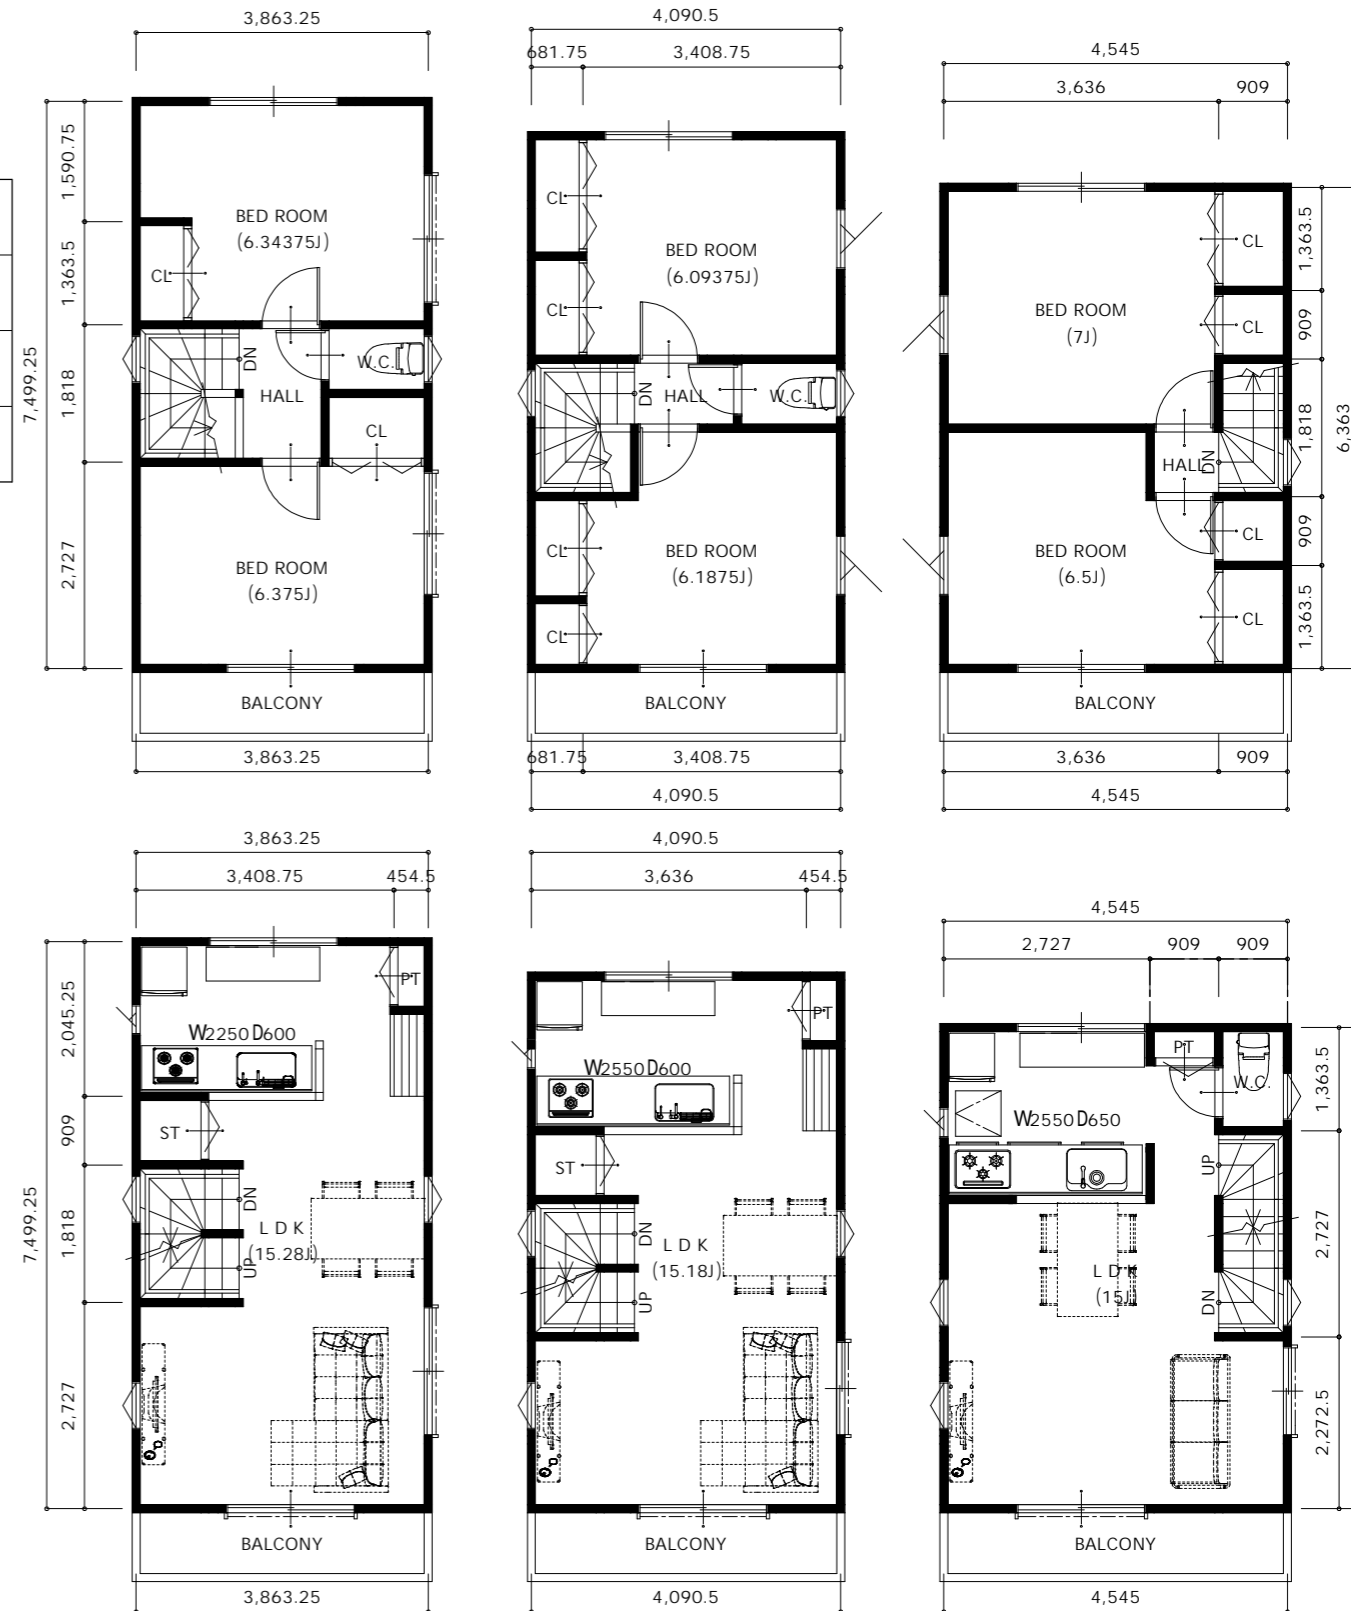 3,863.25
1,590.75
1,363.5
1,818
2,727
7,499.25
BED ROOM
(6.34375J)
CL
DN
W.C.
HALL
CL
BED ROOM
(6.375J)
BALCONY
3,863.25
4,090.5
681.75
3,408.75
CL
BED ROOM
(6.09375J)
CL
DN
HALL
W.C.
CL
BED ROOM
(6.1875J)
CL
BALCONY
681.75
3,408.75
4,090.5
4,545
3,636
909
CL
BED ROOM
(7J)
CL
HALL
DN
BED ROOM
(6.5J)
CL
CL
1,363.5
909
1,818
909
1,363.5
6,363
BALCONY
3,636
909
4,545
3,863.25
3,408.75
454.5
2,045.25
909
1,818
2,727
7,499.25
PT
W2250 D600
ST
DN
UP
LDK
(15.28J)
BALCONY
3,863.25
4,090.5
3,636
454.5
PT
W2550 D600
ST
DN
UP
LDK
(15.18J)
BALCONY
4,090.5
4,545
2,727
909
909
PT
W.C.
W2550 D650
UP
LDK
(15J)
DN
1,363.5
2,727
2,272.5
BALCONY
4,545